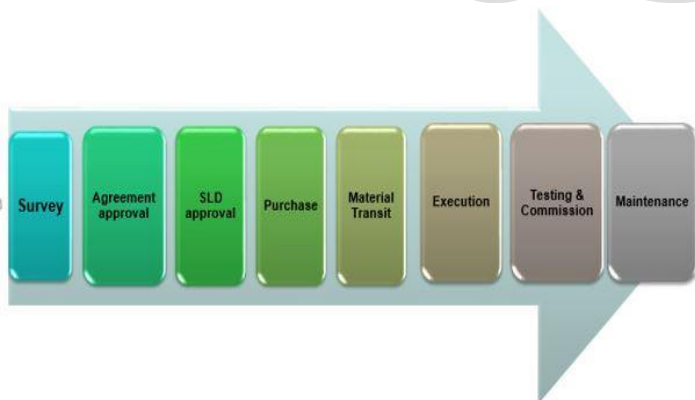 Survey
Agreement
approval
SLD
approval
Purchase
Material
Transit
Execution
Testing &
Commission
Maintenance